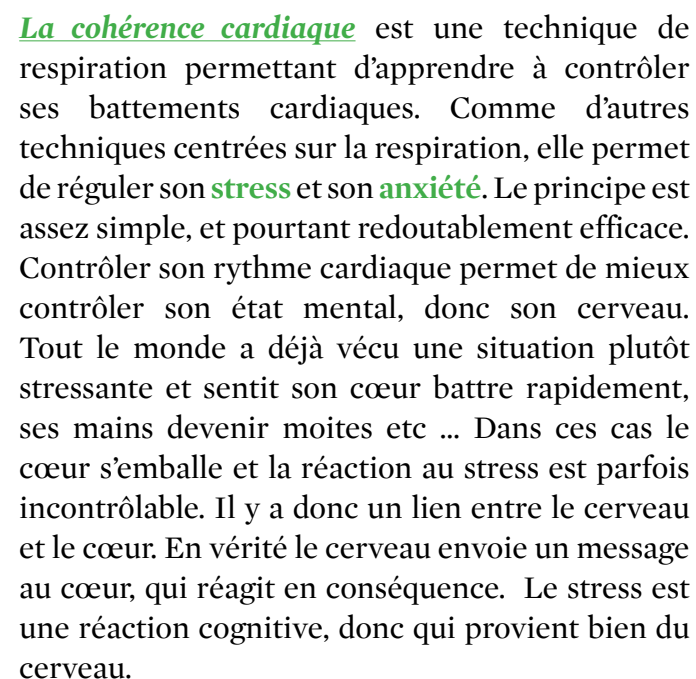 La cohérence cardiaque est une technique de
respiration permettant d'apprendre à contrôler
ses battements cardiaques. Comme d'autres
techniques centrées sur la respiration, elle permet
de réguler son stress et son anxiété. Le principe est
assez simple, et pourtant redoutablement efficace.
Contrôler son rythme cardiaque permet de mieux
contrôler son état mental, donc son cerveau.
Tout le monde a déjà vécu une situation plutôt
stressante et sentit son cœur battre rapidement,
ses mains devenir moites etc ... Dans ces cas le
cœur s'emballe et la réaction au stress est parfois
incontrôlable. Il y a donc un lien entre le cerveau
et le cœur. En vérité le cerveau envoie un message
au cœur, qui réagit en conséquence.  Le stress est
une réaction cognitive, donc qui provient bien du
cerveau.